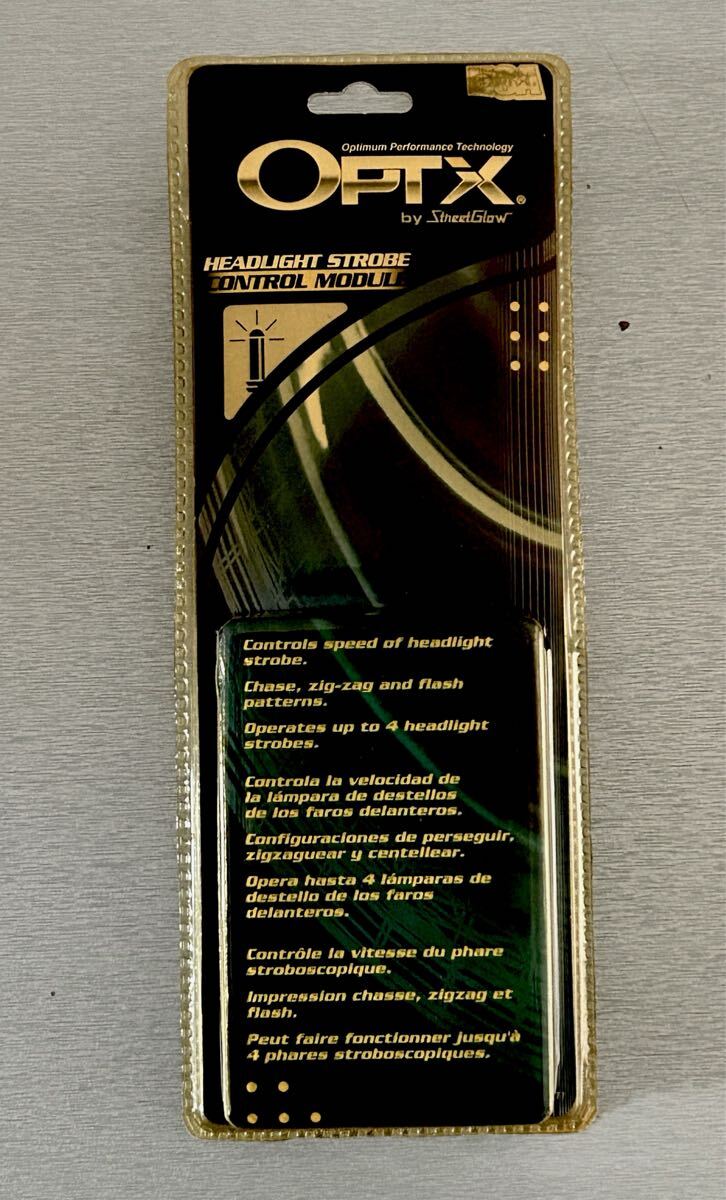 Optimum Performance Technology
OPTX®
by StreetGlow
HEADLIGHT STROBE
CONTROL MODULE
Controls speed of headlight
strobe.
Chase, zig-zag and flash
patterns.
Operates up to 4 headlight
strobes.
Controla la velocidad de
la lámpara de destellos
de los faros delanteros.
Configuraciones de perseguir,
zigzaguear y centellear.
Opera hasta 4 lámparas de
destello de los faros
delanteros.
Contrôle la vitesse du phare
stroboscopique.
Impression chasse, zigzag et
flash.
Peut faire fonctionner jusqu'à
4 phares stroboscopiques.